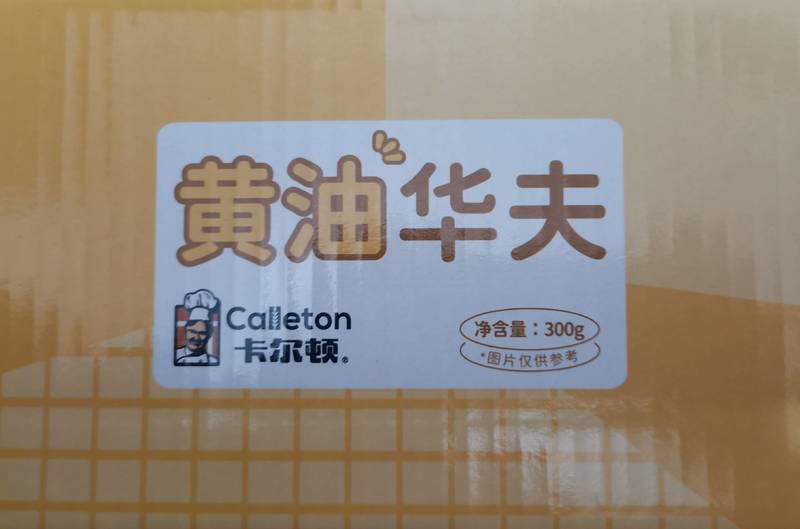 黄油华夫
Calleton
卡尔顿®
净含量：300g
*图片仅供参考